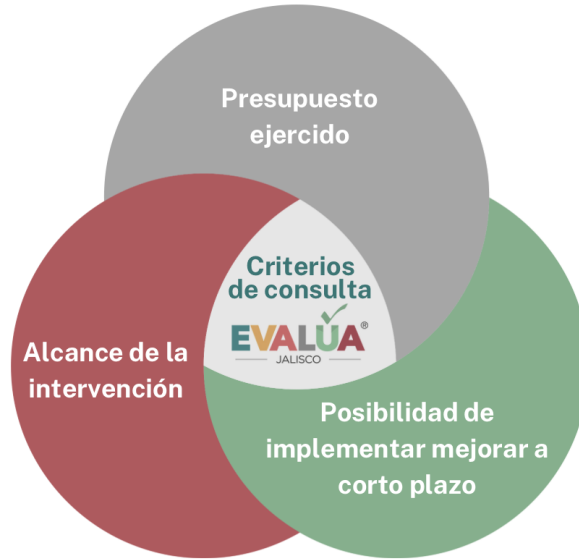 Presupuesto
ejercido
Criterios
de consulta
EVALÚA®
JALISCO
Alcance de la
intervención
Posibilidad de
implementar mejorar a
corto plazo